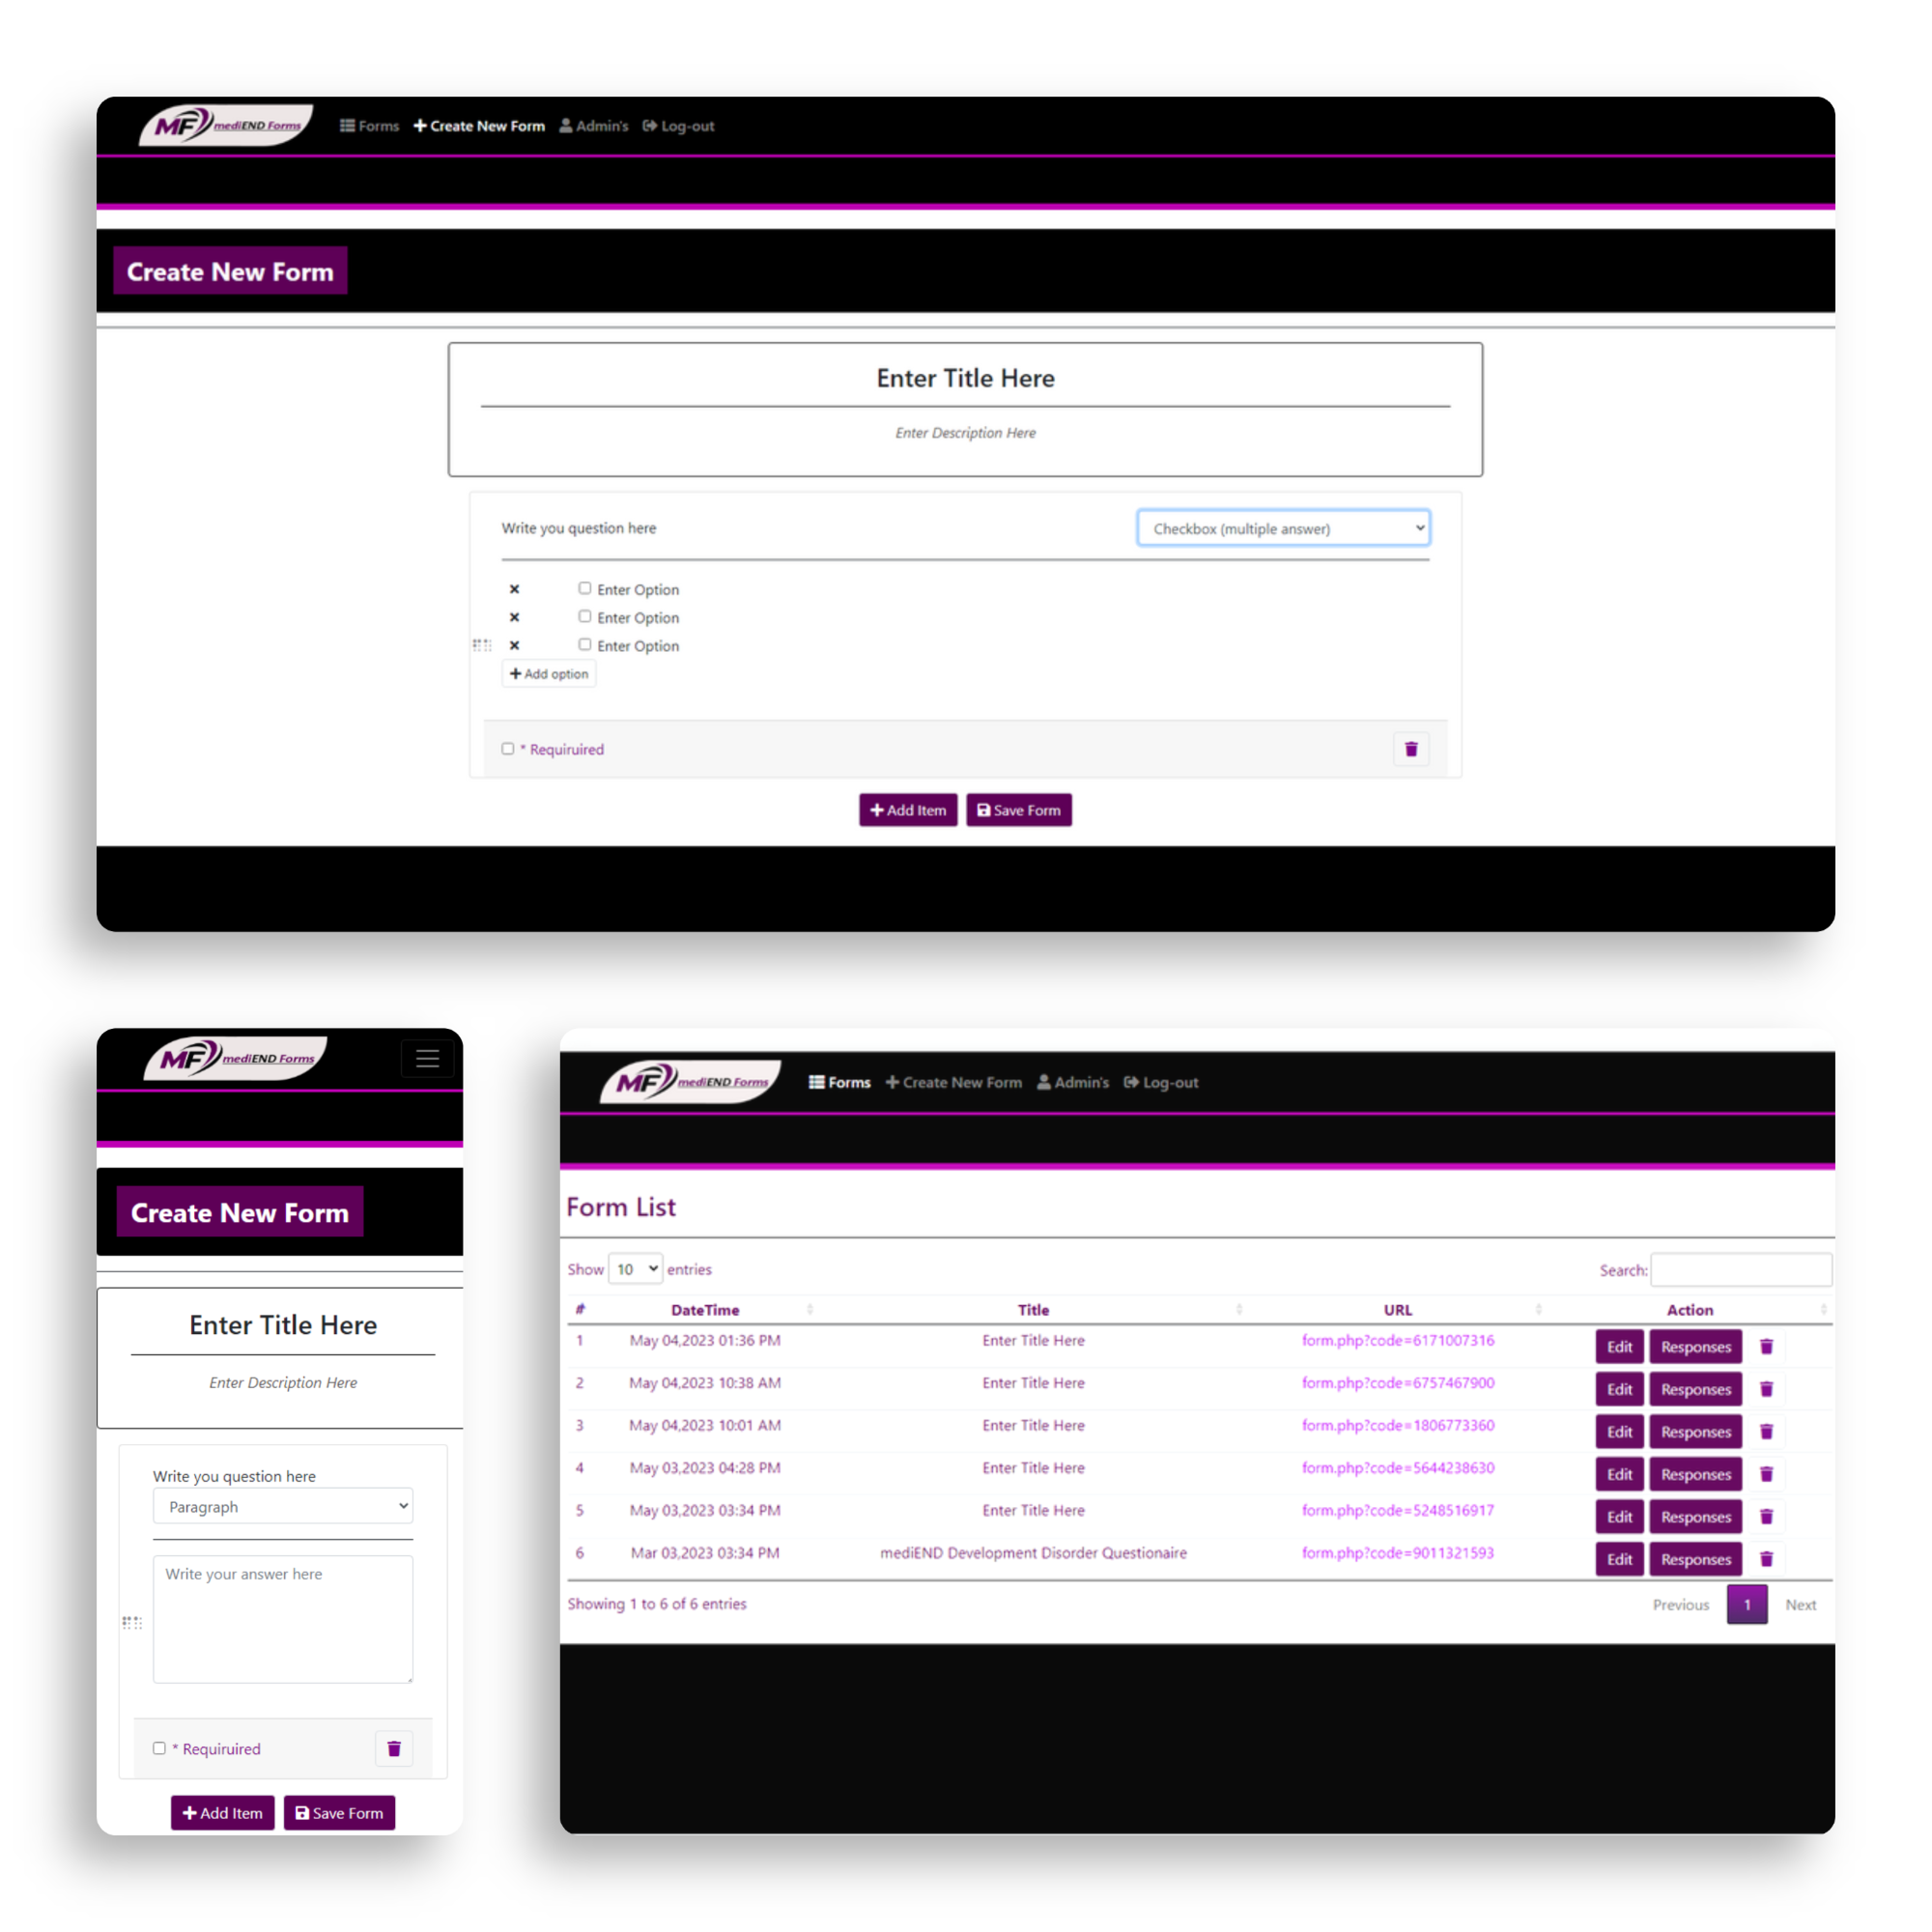 MF mediEND Forms Forms Create New Form Admin's Log-out
Create New Form
Enter Title Here
Enter Description Here
Write you question here Checkbox (multiple answer)
Enter Option
Enter Option
Enter Option
Add option
* Requiruired
Add Item Save Form
MF mediEND Forms
Create New Form
Enter Title Here
Enter Description Here
Write you question here
Paragraph
Write your answer here
* Requiruired
Add Item Save Form
MF mediEND Forms Forms Create New Form Admin's Log-out
Form List
Show 10 entries Search:
# DateTime Title URL Action
1 May 04,2023 01:36 PM Enter Title Here form.php?code=6171007316 Edit Responses
2 May 04,2023 10:38 AM Enter Title Here form.php?code=6757467900 Edit Responses
3 May 04,2023 10:01 AM Enter Title Here form.php?code=1806773360 Edit Responses
4 May 03,2023 04:28 PM Enter Title Here form.php?code=5644238630 Edit Responses
5 May 03,2023 03:34 PM Enter Title Here form.php?code=5248516917 Edit Responses
6 Mar 03,2023 03:34 PM mediEND Development Disorder Questionaire form.php?code=9011321593 Edit Responses
Showing 1 to 6 of 6 entries Previous 1 Next